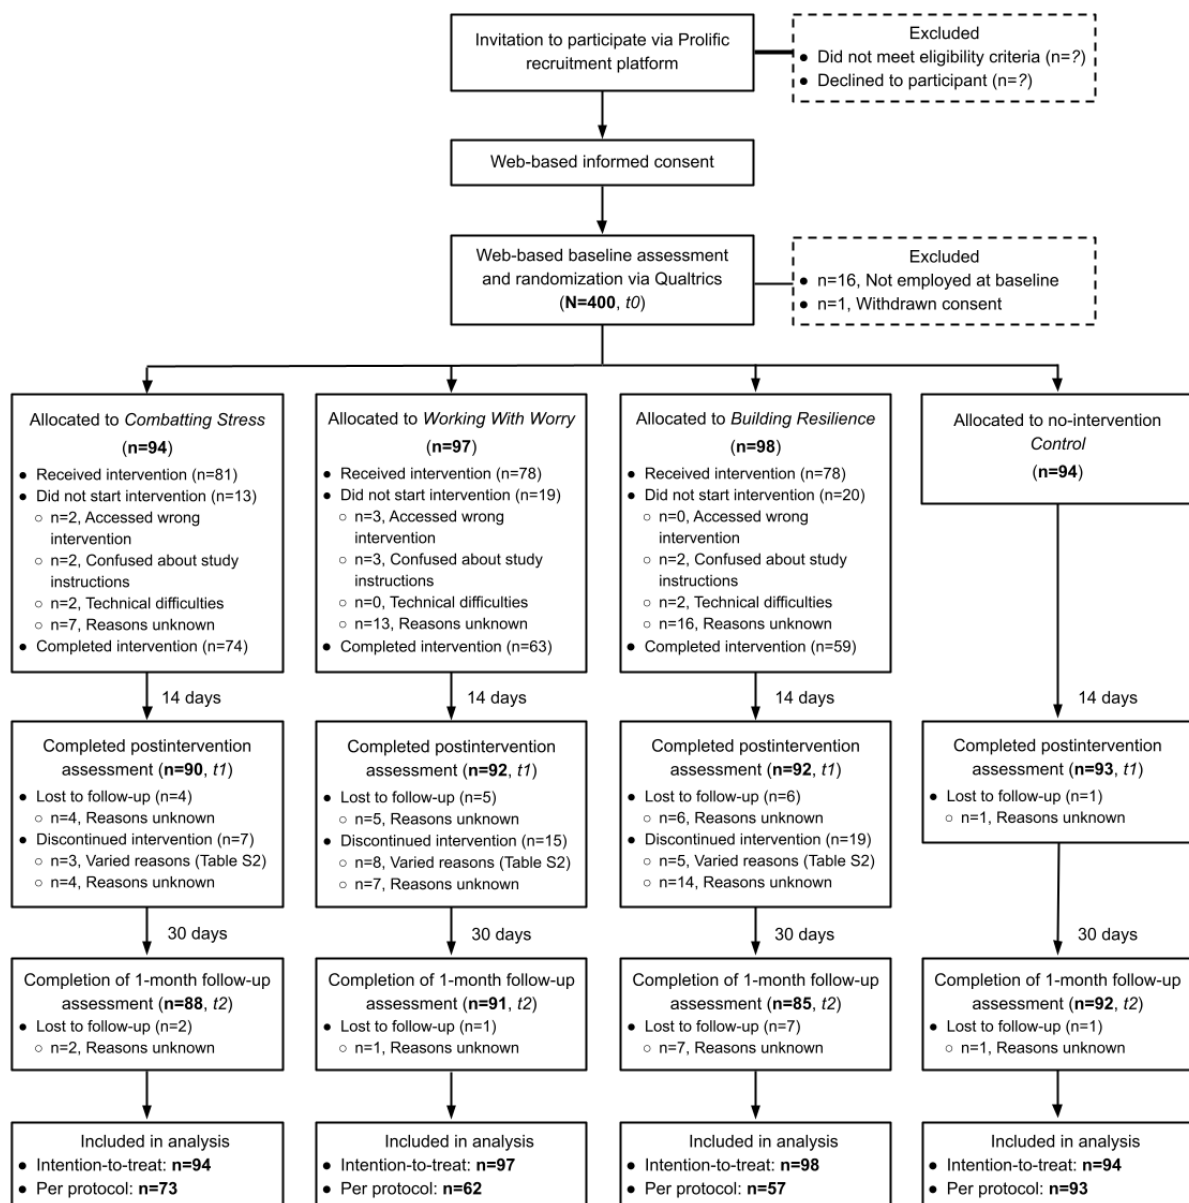 Invitation to participate via Prolific
recruitment platform
Excluded
● Did not meet eligibility criteria (n=?)
● Declined to participant (n=?)
Web-based informed consent
Web-based baseline assessment
and randomization via Qualtrics
(N=400, t0)
Excluded
● n=16, Not employed at baseline
● n=1, Withdrawn consent
Allocated to Combatting Stress
(n=94)
● Received intervention (n=81)
● Did not start intervention (n=13)
○ n=2, Accessed wrong
intervention
○ n=2, Confused about study
instructions
○ n=2, Technical difficulties
○ n=7, Reasons unknown
● Completed intervention (n=74)
Allocated to Working With Worry
(n=97)
● Received intervention (n=78)
● Did not start intervention (n=19)
○ n=3, Accessed wrong
intervention
○ n=3, Confused about study
instructions
○ n=0, Technical difficulties
○ n=13, Reasons unknown
● Completed intervention (n=63)
Allocated to Building Resilience
(n=98)
● Received intervention (n=78)
● Did not start intervention (n=20)
○ n=0, Accessed wrong
intervention
○ n=2, Confused about study
instructions
○ n=2, Technical difficulties
○ n=16, Reasons unknown
● Completed intervention (n=59)
Allocated to no-intervention
Control
(n=94)
14 days
14 days
14 days
14 days
Completed postintervention
assessment (n=90, t1)
● Lost to follow-up (n=4)
○ n=4, Reasons unknown
● Discontinued intervention (n=7)
○ n=3, Varied reasons (Table S2)
○ n=4, Reasons unknown
Completed postintervention
assessment (n=92, t1)
● Lost to follow-up (n=5)
○ n=5, Reasons unknown
● Discontinued intervention (n=15)
○ n=8, Varied reasons (Table S2)
○ n=7, Reasons unknown
Completed postintervention
assessment (n=92, t1)
● Lost to follow-up (n=6)
○ n=6, Reasons unknown
● Discontinued intervention (n=19)
○ n=5, Varied reasons (Table S2)
○ n=14, Reasons unknown
Completed postintervention
assessment (n=93, t1)
● Lost to follow-up (n=1)
○ n=1, Reasons unknown
30 days
30 days
30 days
30 days
Completion of 1-month follow-up
assessment (n=88, t2)
● Lost to follow-up (n=2)
○ n=2, Reasons unknown
Completion of 1-month follow-up
assessment (n=91, t2)
● Lost to follow-up (n=1)
○ n=1, Reasons unknown
Completion of 1-month follow-up
assessment (n=85, t2)
● Lost to follow-up (n=7)
○ n=7, Reasons unknown
Completion of 1-month follow-up
assessment (n=92, t2)
● Lost to follow-up (n=1)
○ n=1, Reasons unknown
Included in analysis
● Intention-to-treat: n=94
● Per protocol: n=73
Included in analysis
● Intention-to-treat: n=97
● Per protocol: n=62
Included in analysis
● Intention-to-treat: n=98
● Per protocol: n=57
Included in analysis
● Intention-to-treat: n=94
● Per protocol: n=93